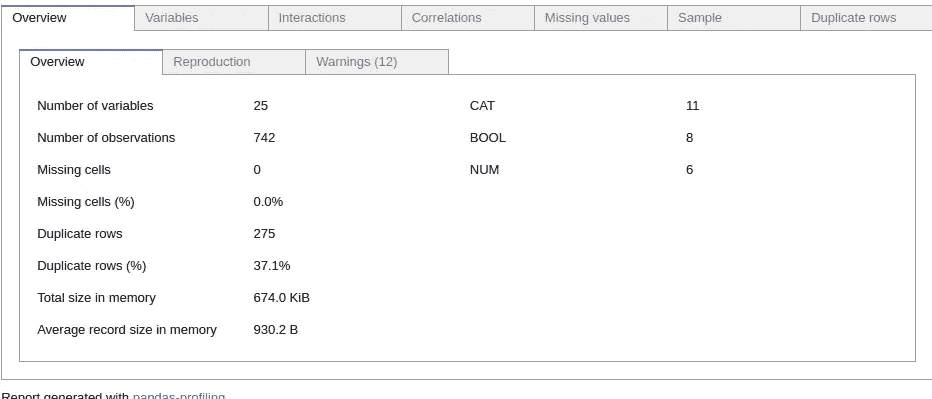 Overview Variables Interactions Correlations Missing values Sample Duplicate rows
Overview Reproduction Warnings (12)
Number of variables 25 CAT 11
Number of observations 742 BOOL 8
Missing cells 0 NUM 6
Missing cells (%) 0.0%
Duplicate rows 275
Duplicate rows (%) 37.1%
Total size in memory 674.0 KiB
Average record size in memory 930.2 B
Report generated with pandas-profiling.